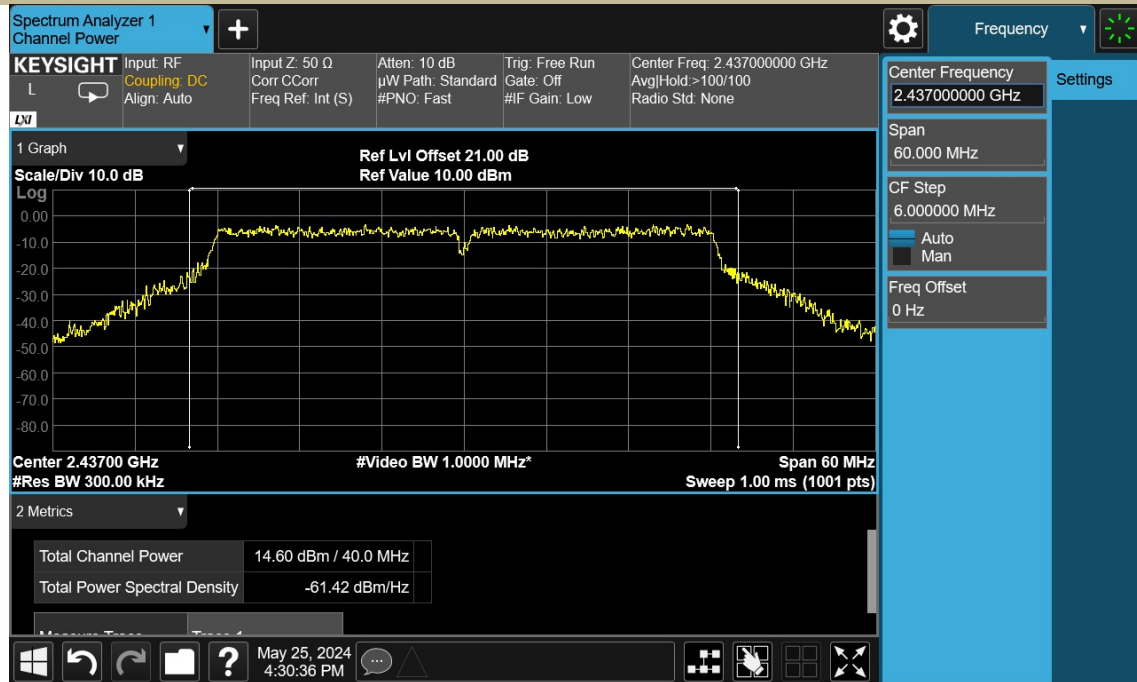 Spectrum Analyzer 1
Channel Power
+
Frequency
KEYSIGHT
L
LXI
Input: RF
Coupling: DC
Align: Auto
Input Z: 50 Ω
Corr CCorr
Freq Ref: Int (S)
Atten: 10 dB
µW Path: Standard
#PNO: Fast
Trig: Free Run
Gate: Off
#IF Gain: Low
Center Freq: 2.437000000 GHz
Avg|Hold:>100/100
Radio Std: None
Center Frequency
2.437000000 GHz
Settings
Span
60.000 MHz
CF Step
6.000000 MHz
Auto
Man
Freq Offset
0 Hz
1 Graph
Scale/Div 10.0 dB
Ref Lvl Offset 21.00 dB
Ref Value 10.00 dBm
Log
0.00
-10.0
-20.0
-30.0
-40.0
-50.0
-60.0
-70.0
-80.0
Center 2.43700 GHz
#Video BW 1.0000 MHz*
Span 60 MHz
#Res BW 300.00 kHz
Sweep 1.00 ms (1001 pts)
2 Metrics
Total Channel Power 14.60 dBm / 40.0 MHz
Total Power Spectral Density -61.42 dBm/Hz
?
May 25, 2024
4:30:36 PM